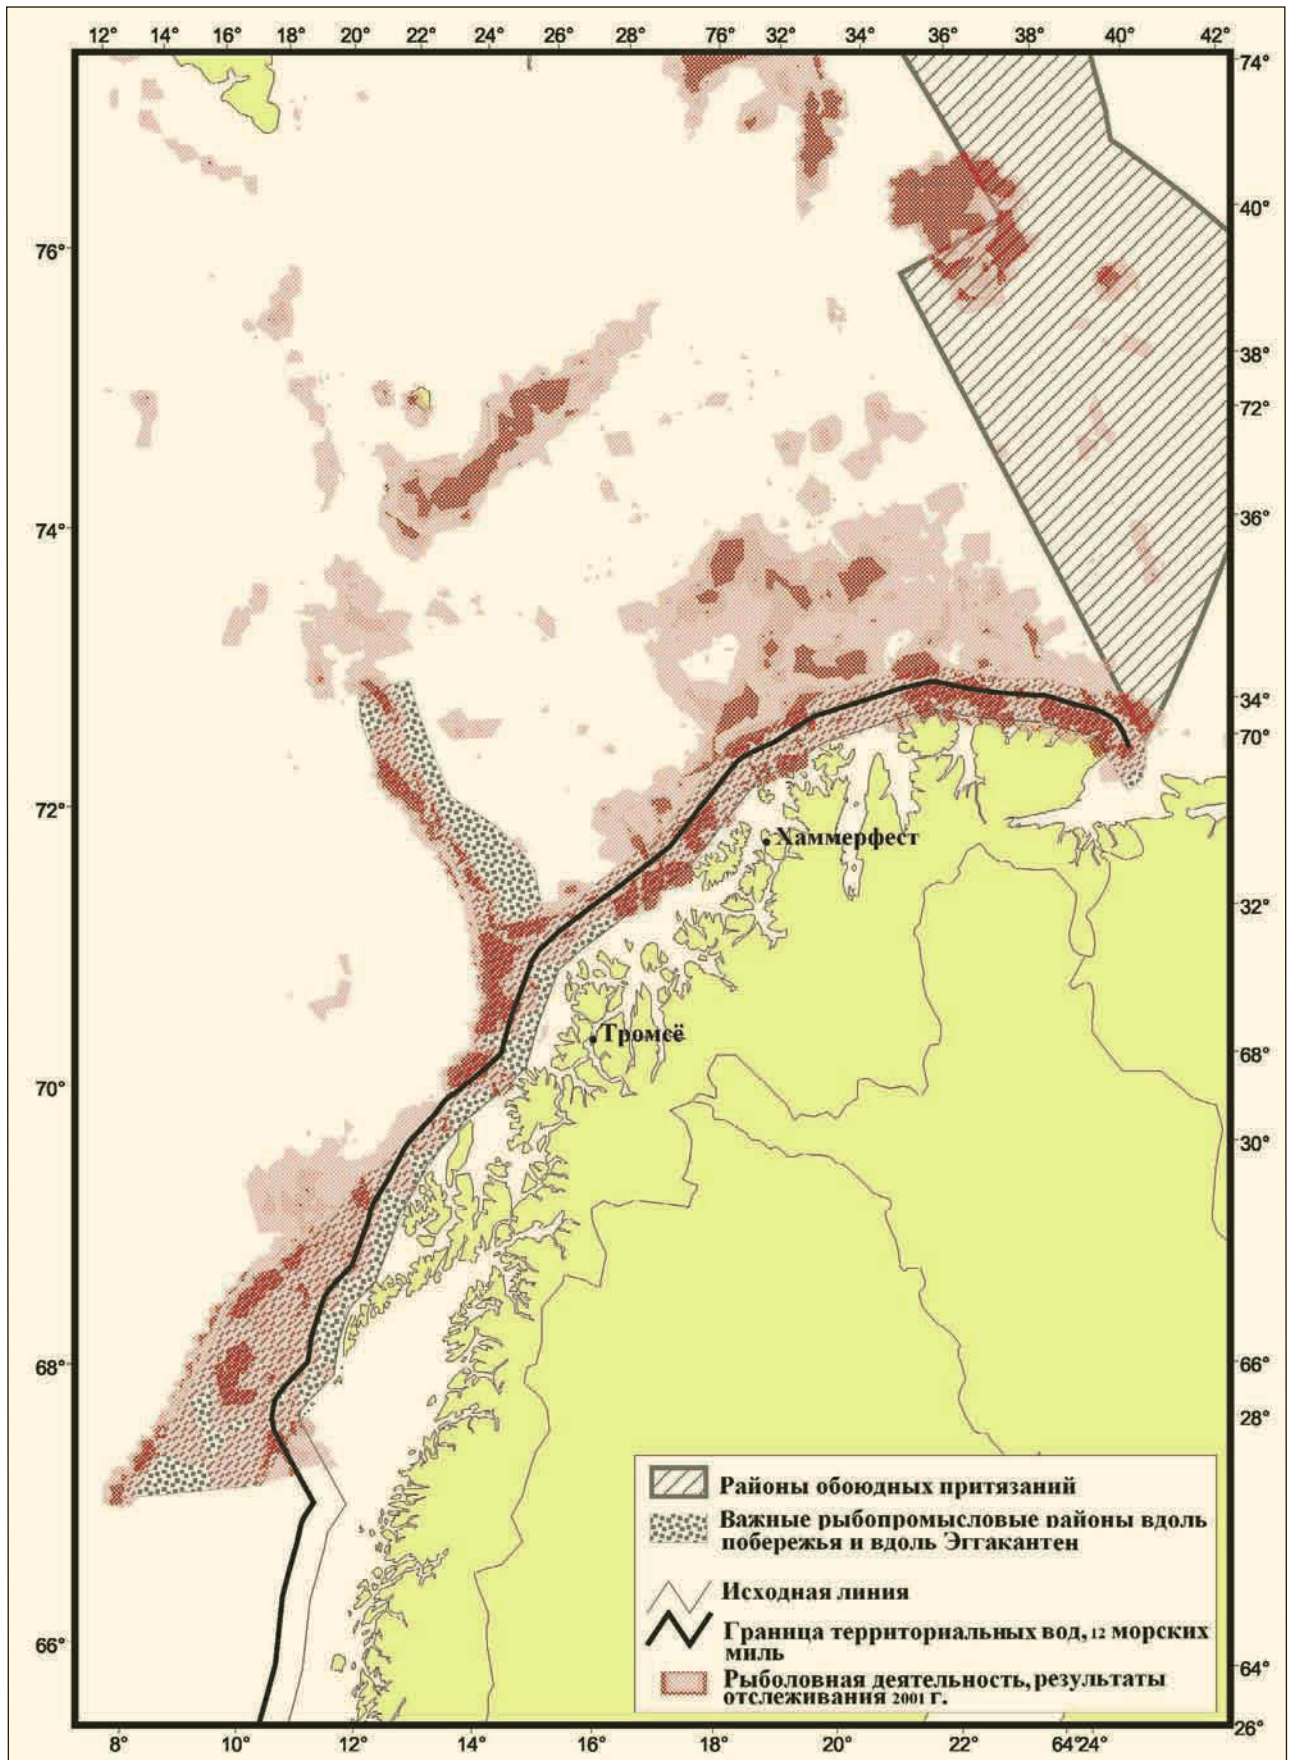 12° 14° 16° 18° 20° 22° 24° 26° 28° 76° 32° 34° 36° 38° 40° 42°
74°
40°
76°
38°
72°
36°
74°
34°
70°
72°
Хаммерфест
32°
Тромсё
68°
70°
30°
68°
66°
28°
Районы обоюдных притязаний
Важные рыбопромысловые районы вдоль
побережья и вдоль Эггакантен
Исходная линия
Граница территориальных вод, 12 морских
миль
66°
64°
Рыболовная деятельность, результаты
отслеживания 2001 г.
26°
8° 10° 12° 14° 16° 18° 20° 22° 64° 24°